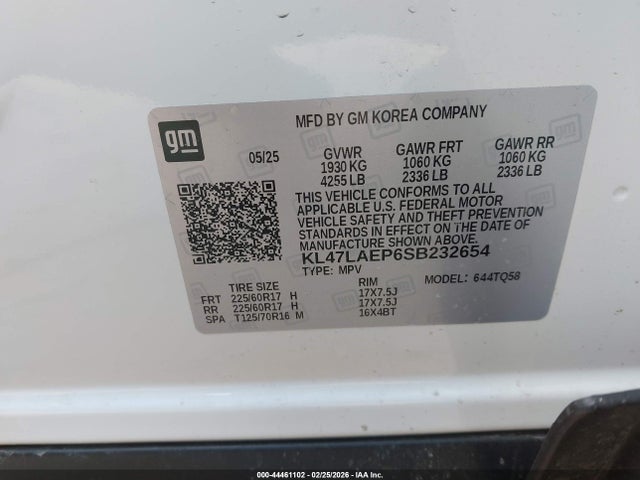 gm
MFD BY GM KOREA COMPANY
05/25 GVWR GAWR FRT GAWR RR
1930 KG 1060 KG 1060 KG
4255 LB 2336 LB 2336 LB
THIS VEHICLE CONFORMS TO ALL
APPLICABLE U.S. FEDERAL MOTOR
VEHICLE SAFETY AND THEFT PREVENTION
STANDARDS IN EFFECT ON THE DATE OF
MANUFACTURE SHOWN ABOVE.
KL47LAEP6SB232654
TYPE: MPV MODEL: 644TQ58
TIRE SIZE RIM
FRT 225/60R17 H 17X7.5J
RR 225/60R17 H 17X7.5J
SPA T125/70R16 M 16X4BT
000-44461102 - 02/25/2026 - IAA Inc.